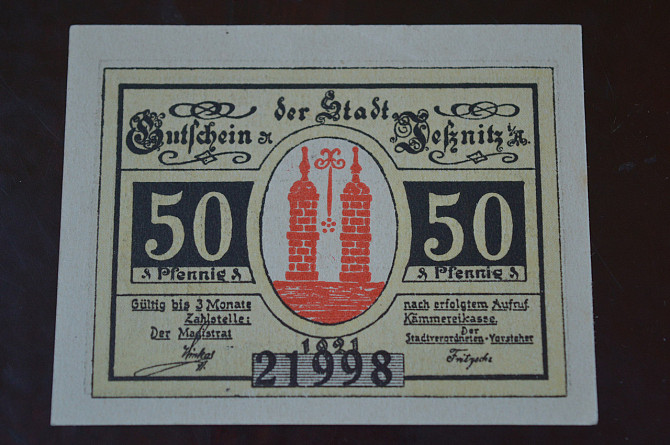 der Stadt
Gutschein Jeßnitz i/A.
50 50
Pfennig Pfennig
Gültig bis 3 Monate nach erfolgtem Aufruf.
Zahlstelle: Kämmereikasse.
Der Magistrat Der
Stadtverordneten-Vorsteher
Winkas Fritzsche
1921
21998